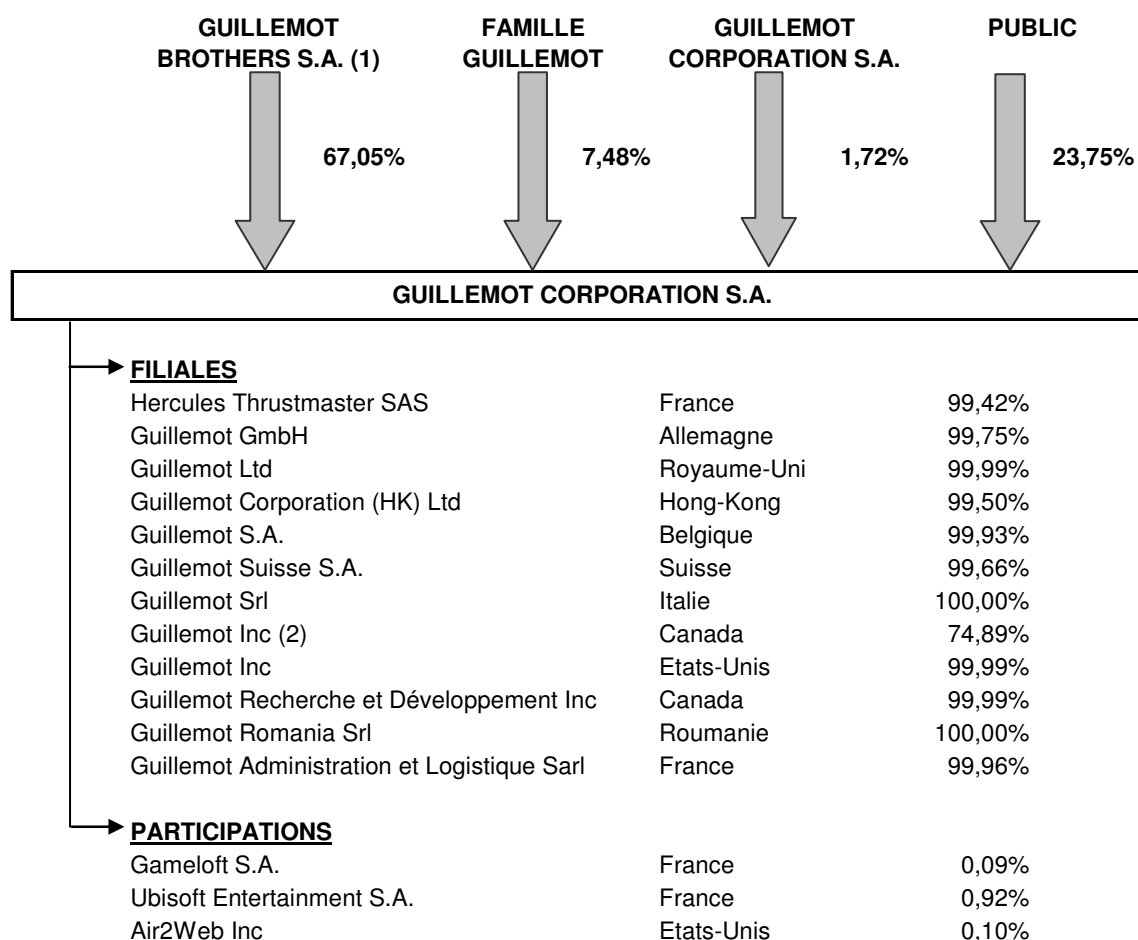 GUILLEMOT BROTHERS S.A. (1)
FAMILLE GUILLEMOT
GUILLEMOT CORPORATION S.A.
PUBLIC
67,05% 7,48% 1,72% 23,75%
GUILLEMOT CORPORATION S.A.
FILIALES
Hercules Thrustmaster SAS France 99,42%
Guillemot GmbH Allemagne 99,75%
Guillemot Ltd Royaume-Uni 99,99%
Guillemot Corporation (HK) Ltd Hong-Kong 99,50%
Guillemot S.A. Belgique 99,93%
Guillemot Suisse S.A. Suisse 99,66%
Guillemot Srl Italie 100,00%
Guillemot Inc (2) Canada 74,89%
Guillemot Inc Etats-Unis 99,99%
Guillemot Recherche et Développement Inc Canada 99,99%
Guillemot Romania Srl Roumanie 100,00%
Guillemot Administration et Logistique Sarl France 99,96%
PARTICIPATIONS
Gameloft S.A. France 0,09%
Ubisoft Entertainment S.A. France 0,92%
Air2Web Inc Etats-Unis 0,10%